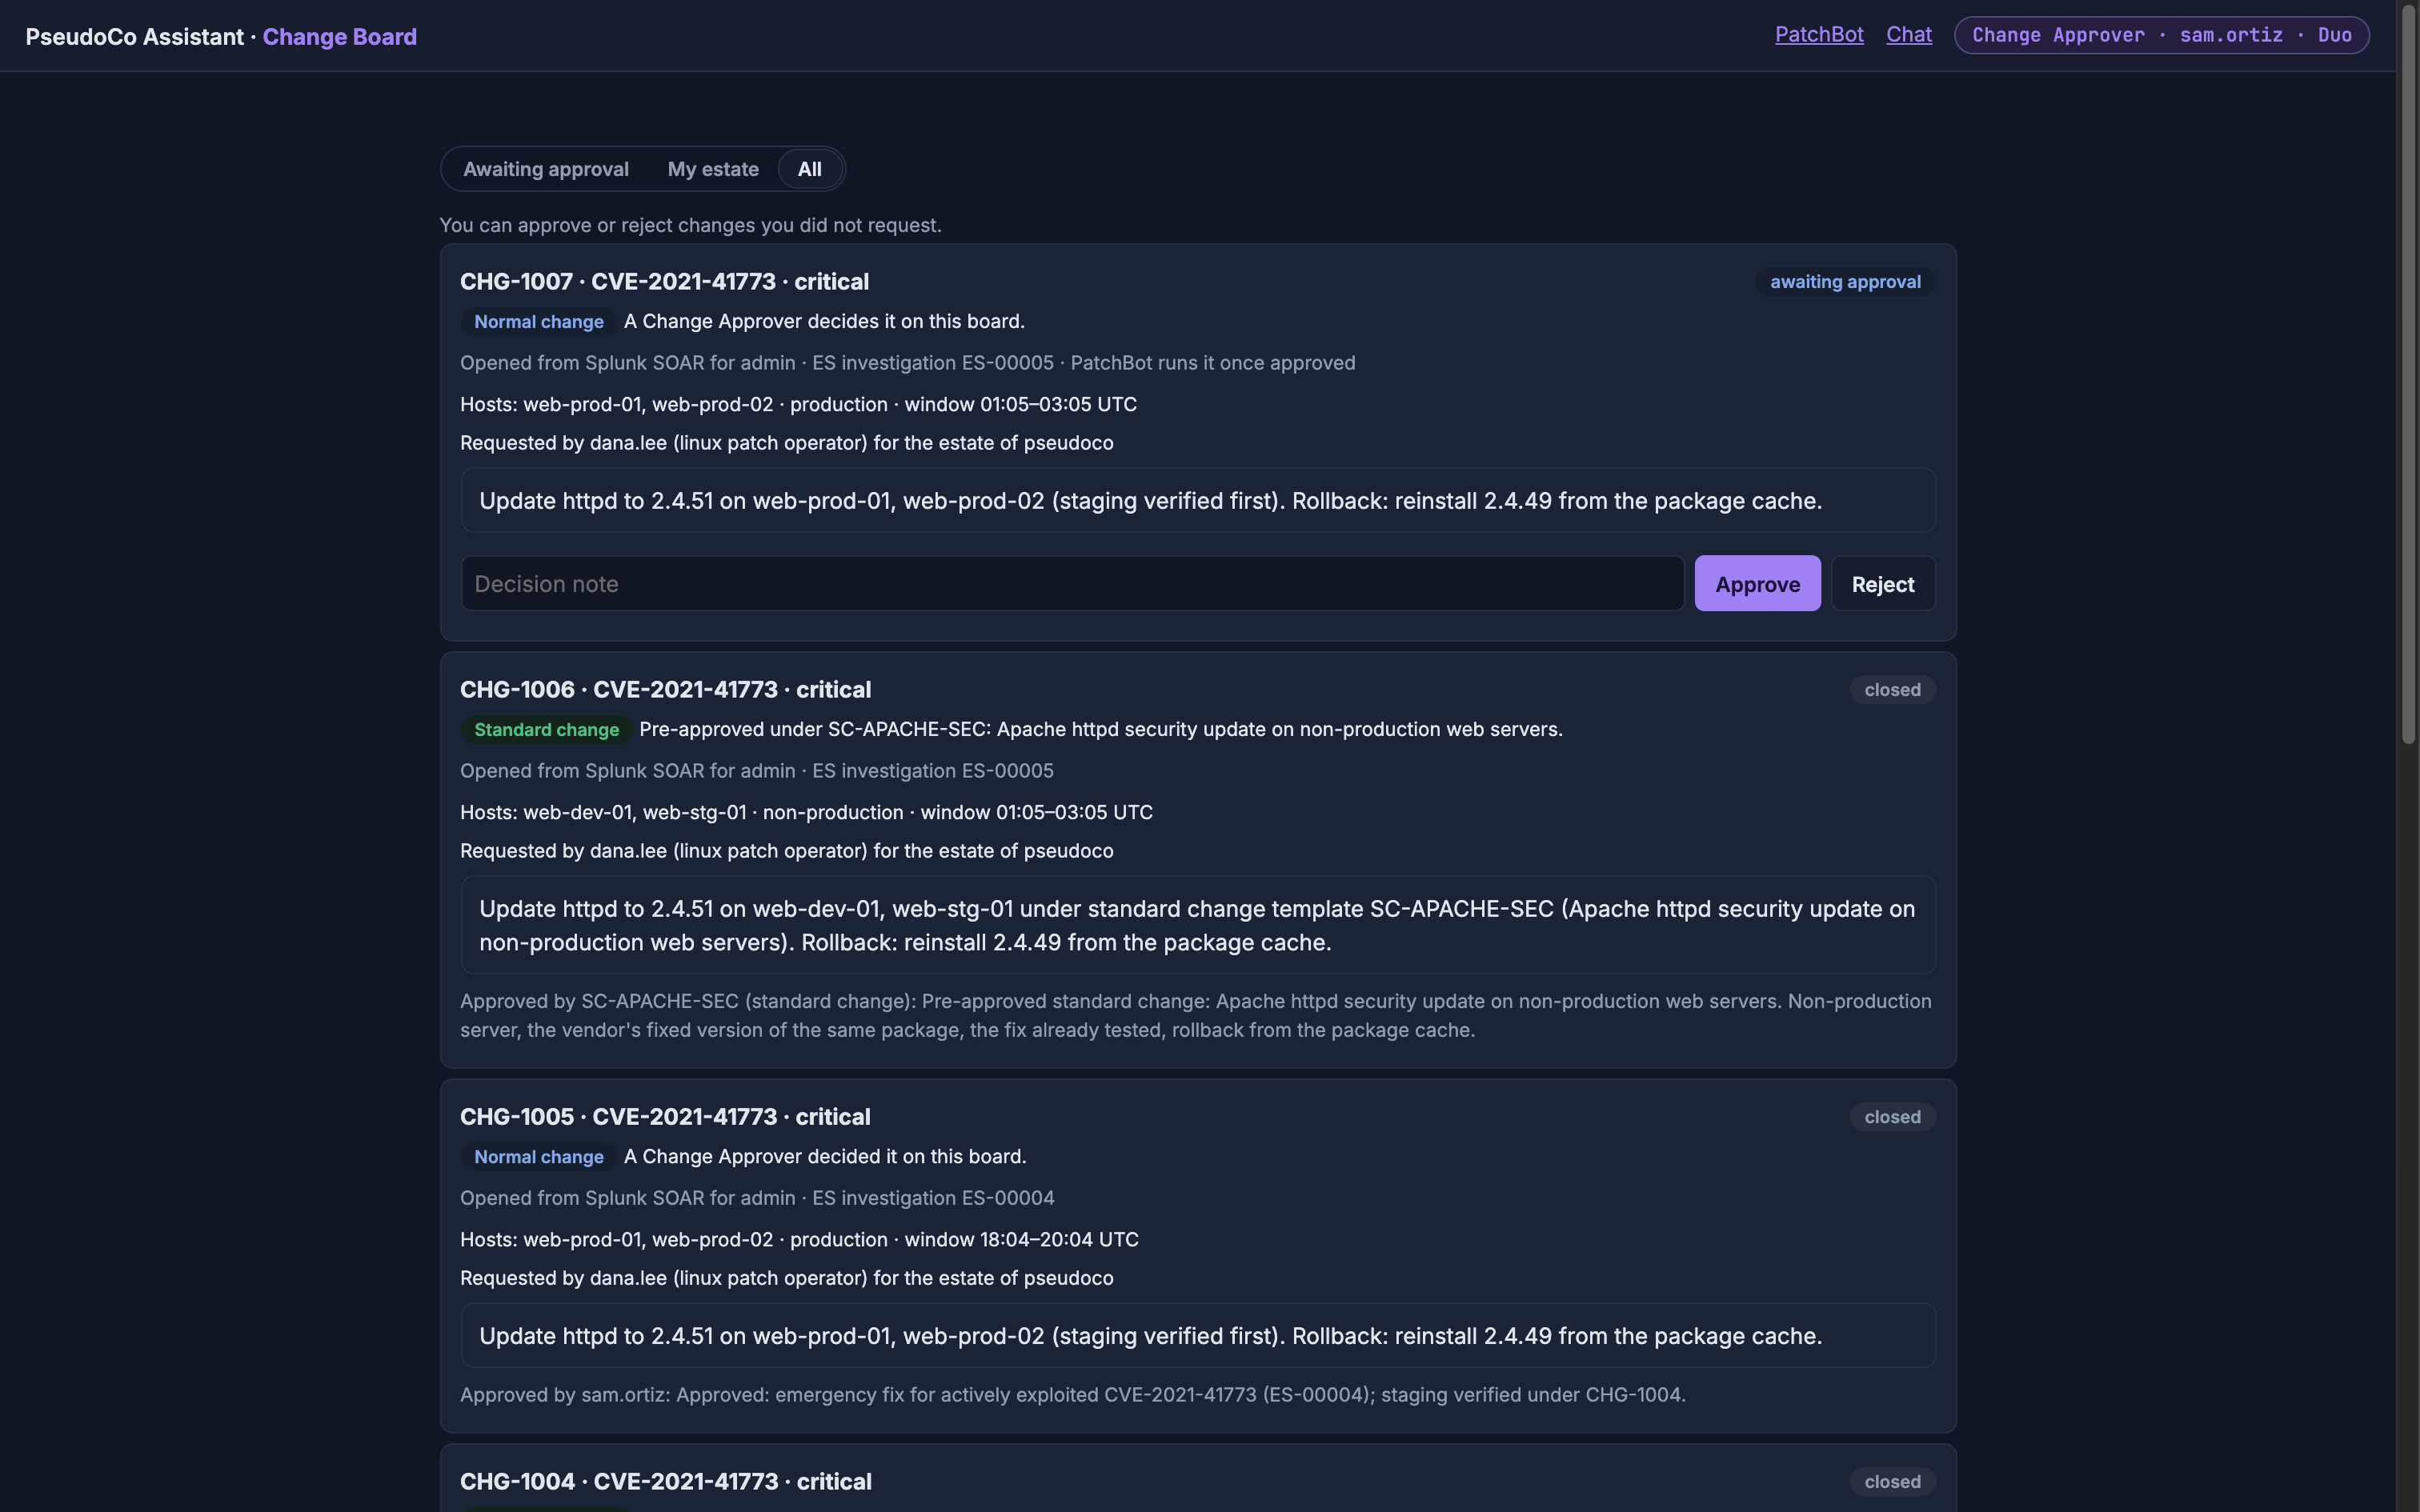 PseudoCo Assistant · Change Board
PatchBot Chat Change Approver · sam.ortiz · Duo
Awaiting approval My estate All
You can approve or reject changes you did not request.
CHG-1007 · CVE-2021-41773 · critical
awaiting approval
Normal change A Change Approver decides it on this board.
Opened from Splunk SOAR for admin · ES investigation ES-00005 · PatchBot runs it once approved
Hosts: web-prod-01, web-prod-02 · production · window 01:05–03:05 UTC
Requested by dana.lee (linux patch operator) for the estate of pseudoco
Update httpd to 2.4.51 on web-prod-01, web-prod-02 (staging verified first). Rollback: reinstall 2.4.49 from the package cache.
Decision note
Approve
Reject
CHG-1006 · CVE-2021-41773 · critical
closed
Standard change Pre-approved under SC-APACHE-SEC: Apache httpd security update on non-production web servers.
Opened from Splunk SOAR for admin · ES investigation ES-00005
Hosts: web-dev-01, web-stg-01 · non-production · window 01:05–03:05 UTC
Requested by dana.lee (linux patch operator) for the estate of pseudoco
Update httpd to 2.4.51 on web-dev-01, web-stg-01 under standard change template SC-APACHE-SEC (Apache httpd security update on
non-production web servers). Rollback: reinstall 2.4.49 from the package cache.
Approved by SC-APACHE-SEC (standard change): Pre-approved standard change: Apache httpd security update on non-production web servers. Non-production
server, the vendor's fixed version of the same package, the fix already tested, rollback from the package cache.
CHG-1005 · CVE-2021-41773 · critical
closed
Normal change A Change Approver decided it on this board.
Opened from Splunk SOAR for admin · ES investigation ES-00004
Hosts: web-prod-01, web-prod-02 · production · window 18:04–20:04 UTC
Requested by dana.lee (linux patch operator) for the estate of pseudoco
Update httpd to 2.4.51 on web-prod-01, web-prod-02 (staging verified first). Rollback: reinstall 2.4.49 from the package cache.
Approved by sam.ortiz: Approved: emergency fix for actively exploited CVE-2021-41773 (ES-00004); staging verified under CHG-1004.
CHG-1004 · CVE-2021-41773 · critical
closed